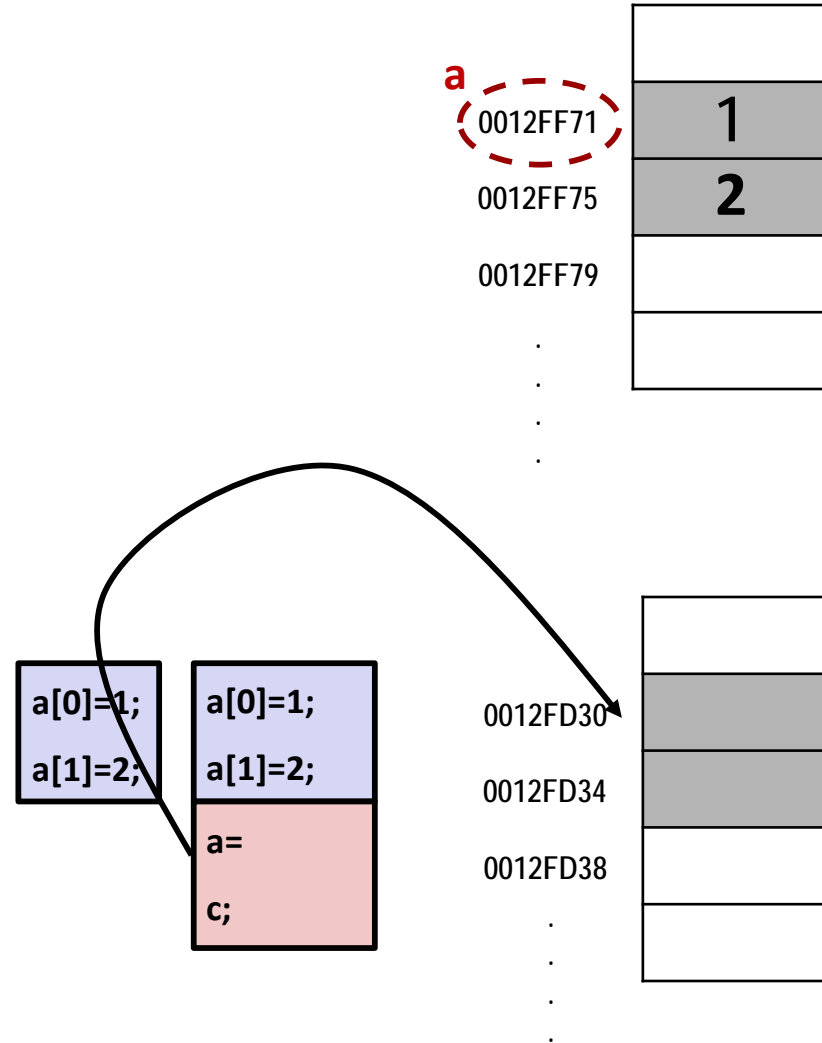 a
0012FF71 1
0012FF75 2
0012FF79
.
.
.
.
a[0]=1;
a[1]=2;
a[0]=1;
a[1]=2;
a=
c;
0012FD30
0012FD34
0012FD38
.
.
.
.